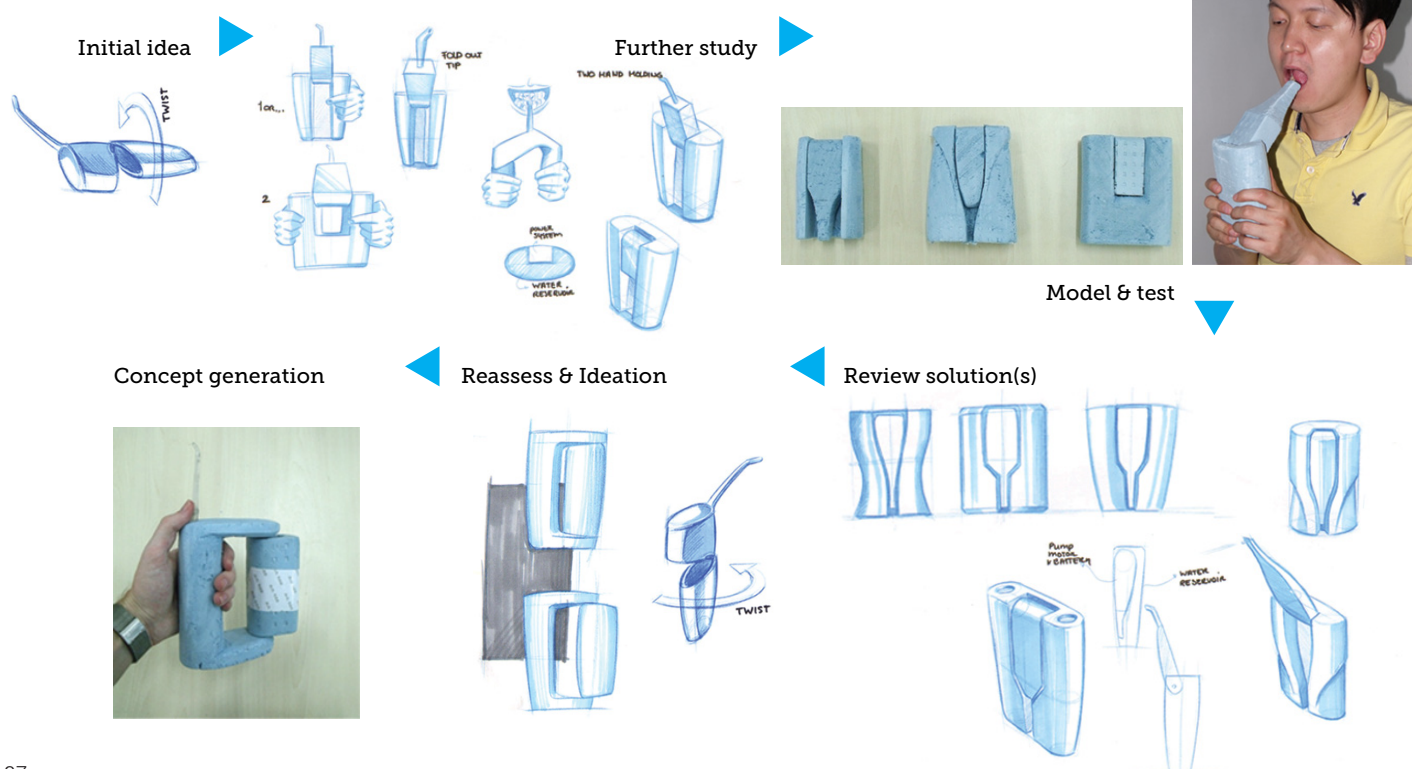 Initial idea
TWIST
1 or...
2
FOLD OUT
TIP
POWER
SYSTEM
WATER
RESERVOIR
Further study
TWO HAND HOLDING
Model & test
Review solution(s)
Pump
motor
& BATTERY
WATER
RESERVOIR
Reassess & Ideation
TWIST
Concept generation